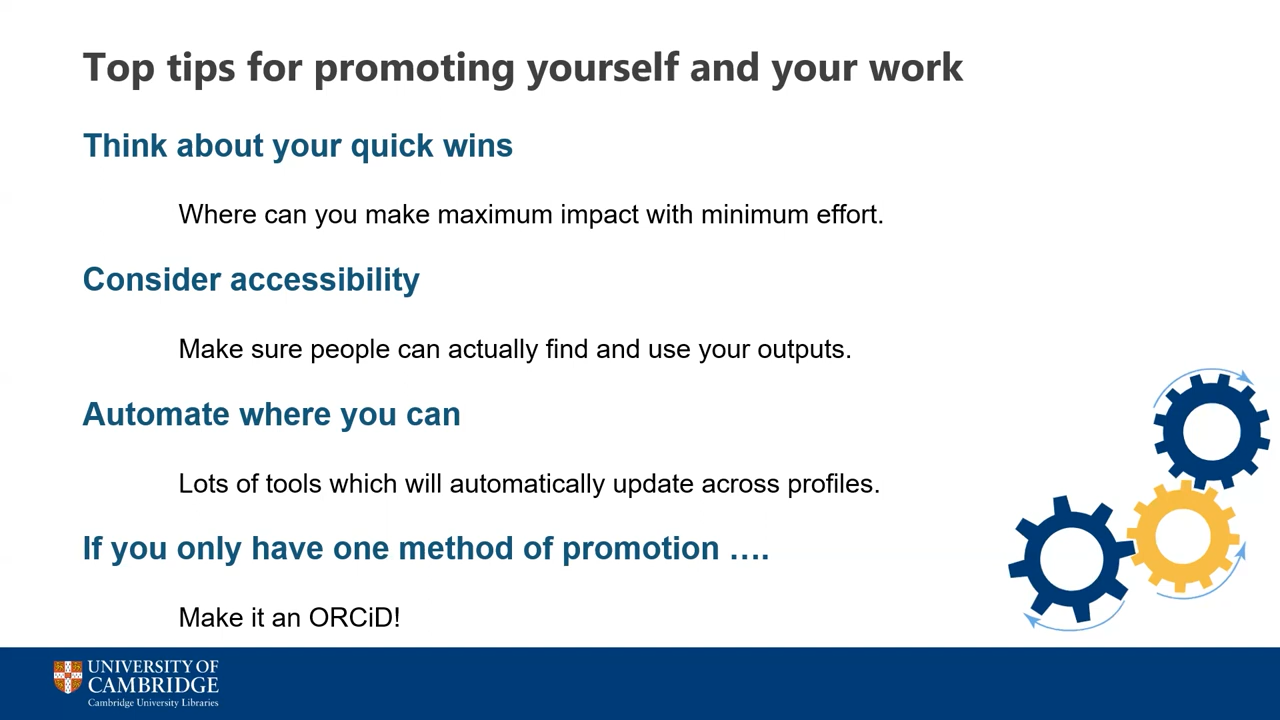 Top tips for promoting yourself and your work
Think about your quick wins
Where can you make maximum impact with minimum effort.
Consider accessibility
Make sure people can actually find and use your outputs.
Automate where you can
Lots of tools which will automatically update across profiles.
If you only have one method of promotion ….
Make it an ORCiD!
UNIVERSITY OF
CAMBRIDGE
Cambridge University Libraries